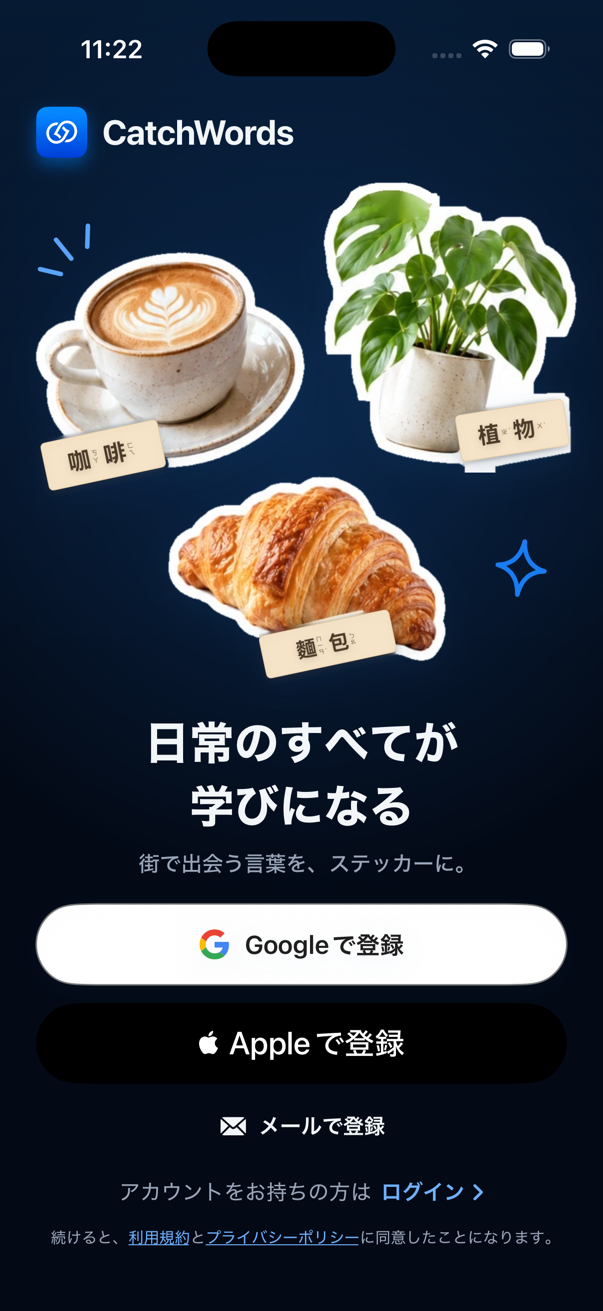 11:22
CatchWords
咖啡
植物
麵包
日常のすべてが
学びになる
街で出会う言葉を、ステッカーに。
Googleで登録
Appleで登録
メールで登録
アカウントをお持ちの方は ログイン
続けると、利用規約とプライバシーポリシーに同意したことになります。